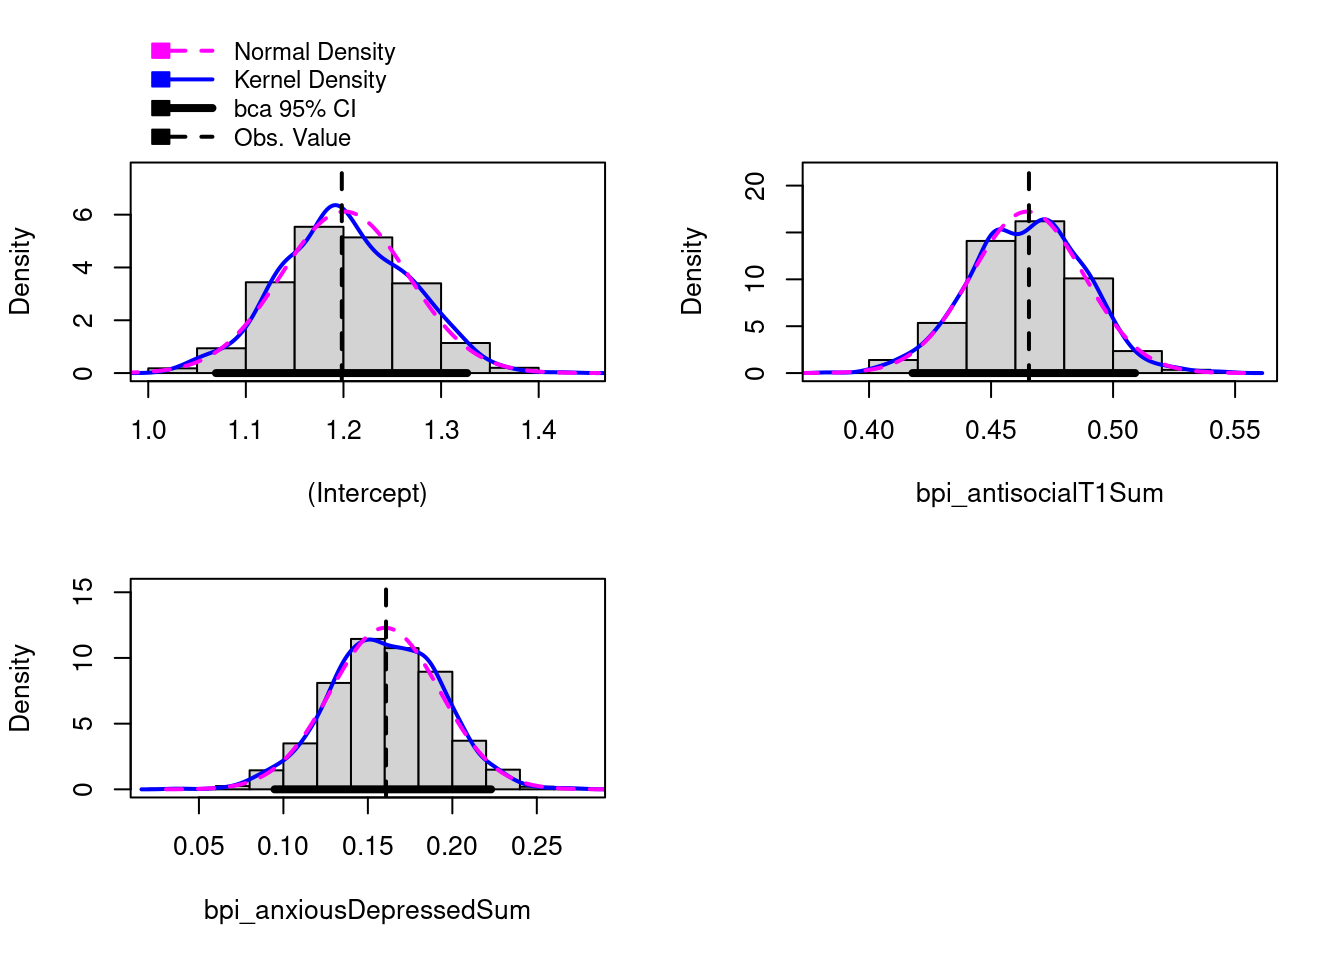 Normal Density
Kernel Density
bca 95% CI
Obs. Value
Density
6
4
2
0
1.0 1.1 1.2 1.3 1.4
(Intercept)
Density
20
10
5
0
0.40 0.45 0.50 0.55
bpi_antisocialT1Sum
Density
15
10
5
0
0.05 0.10 0.15 0.20 0.25
bpi_anxiousDepressedSum